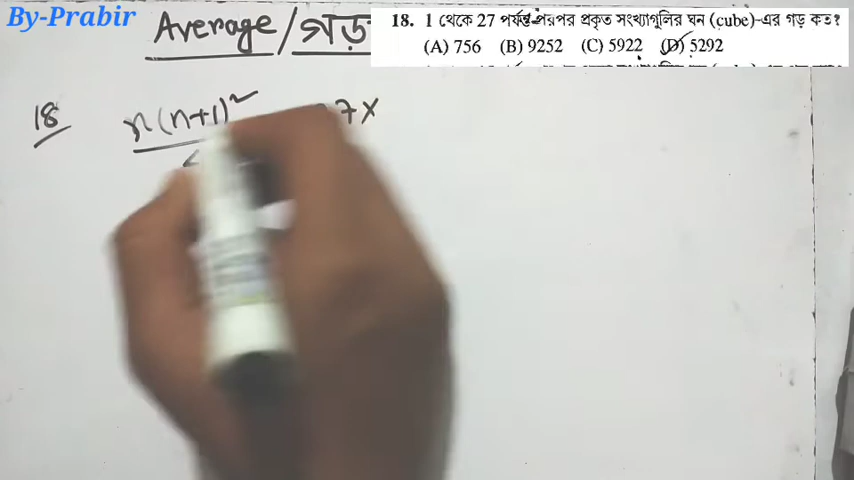 By-Prabir
Average/গড়
18. 1 থেকে 27 পর্যন্ত পরপর প্রকৃত সংখ্যাগুলির ঘন (cube)-এর গড় কত?
(A) 756 (B) 9252 (C) 5922 (D) 5292
18 n(n+1)² 7×